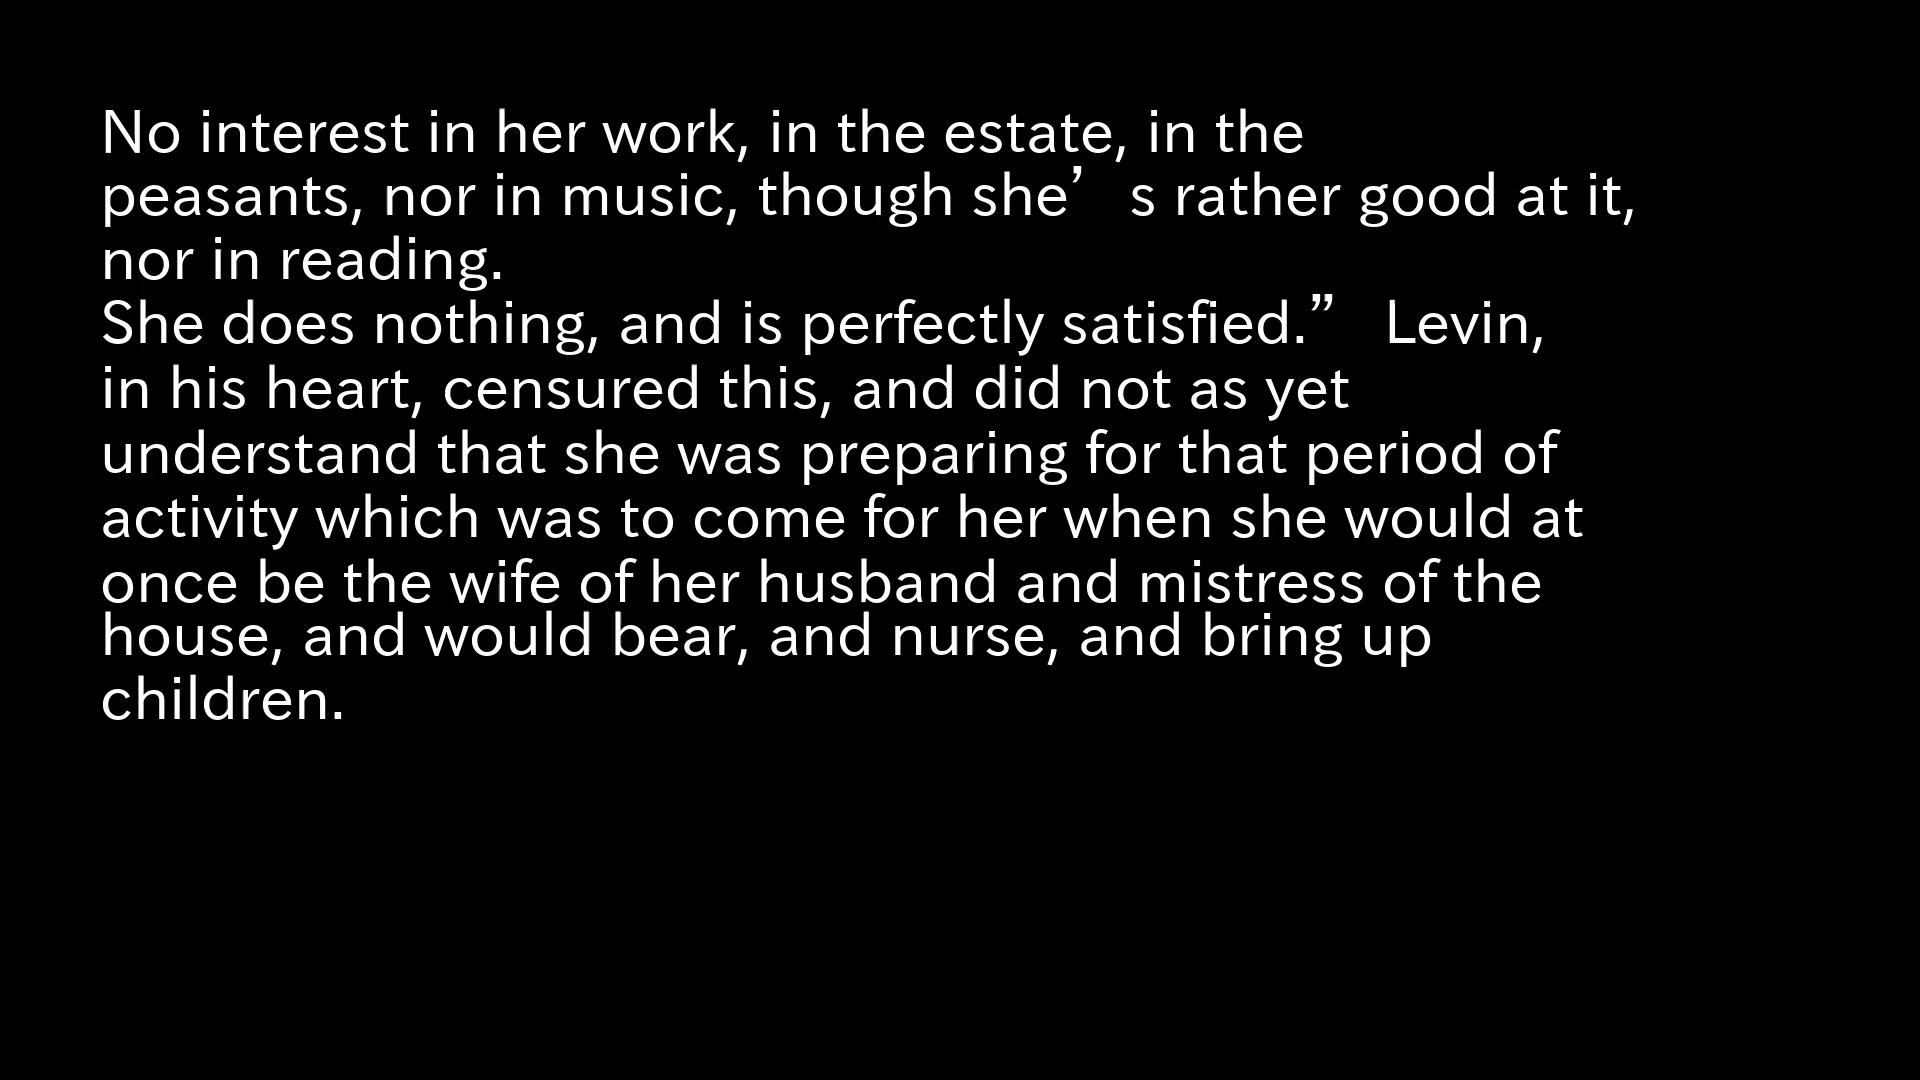 No interest in her work, in the estate, in the
peasants, nor in music, though she’s rather good at it,
nor in reading.
She does nothing, and is perfectly satisfied.” Levin,
in his heart, censured this, and did not as yet
understand that she was preparing for that period of
activity which was to come for her when she would at
once be the wife of her husband and mistress of the
house, and would bear, and nurse, and bring up
children.